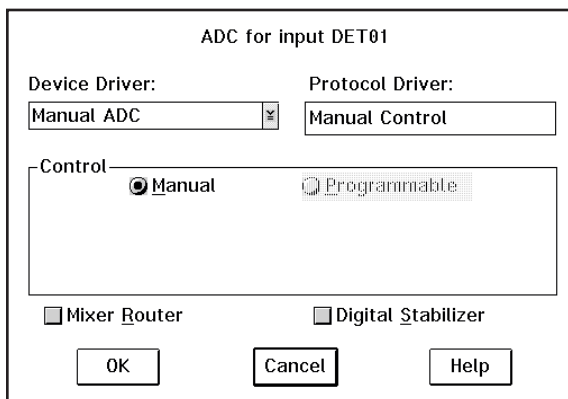 ADC for input DET01
Device Driver: Protocol Driver:
Manual ADC Manual Control
Control
Manual Programmable
Mixer Router Digital Stabilizer
OK Cancel Help